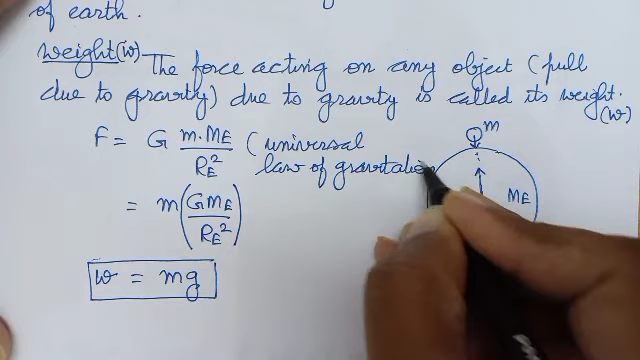 of earth.
Weight(W) — The force acting on any object (pull
due to gravity) due to gravity is called its weight.
(W)
F = G m.ME / RE² (universal
law of gravitation
= m(GME / RE²)
W = mg
m
ME